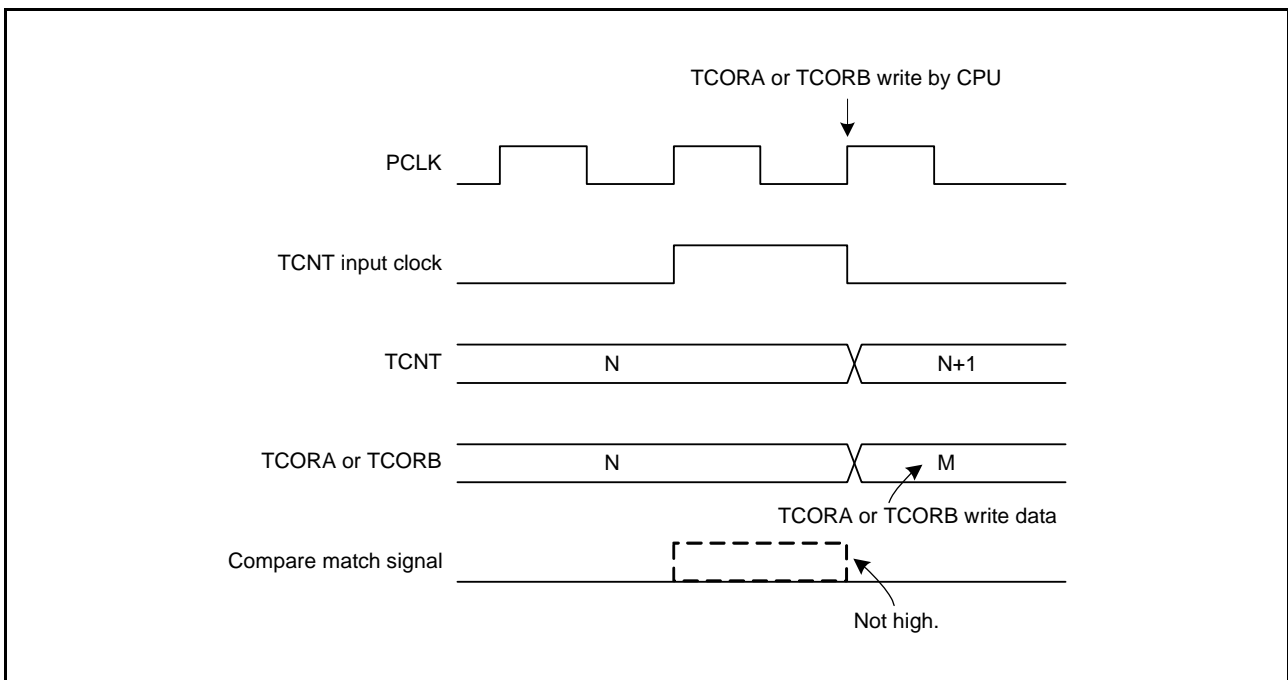 TCORA or TCORB write by CPU
PCLK
TCNT input clock
TCNT N N+1
TCORA or TCORB N M
TCORA or TCORB write data
Compare match signal
Not high.